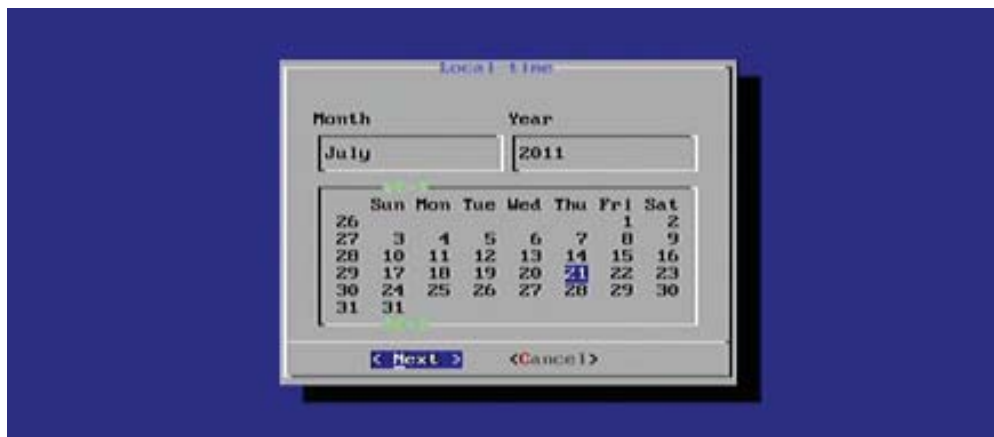 Local time
Month Year
July 2011
Sun Mon Tue Wed Thu Fri Sat
26 1 2
27 3 4 5 6 7 8 9
28 10 11 12 13 14 15 16
29 17 18 19 20 21 22 23
30 24 25 26 27 28 29 30
31 31
< Next > <Cancel>